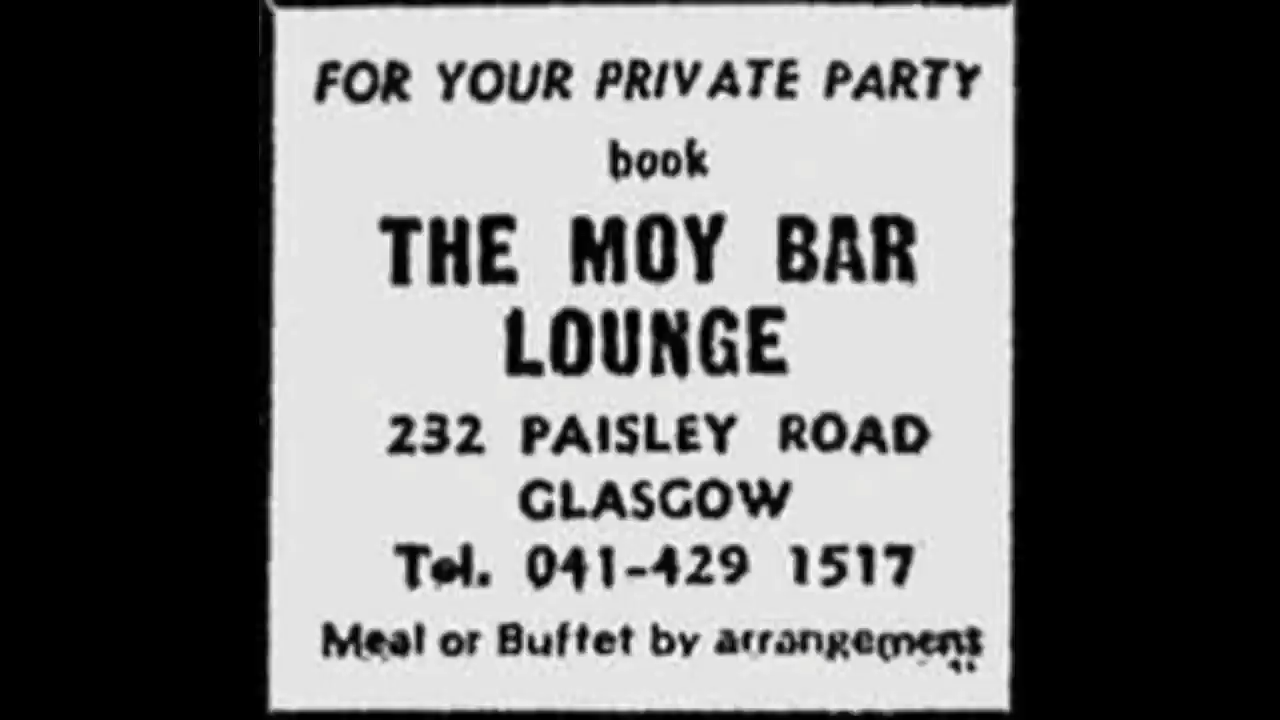 FOR YOUR PRIVATE PARTY
book
THE MOY BAR
LOUNGE
232 PAISLEY ROAD
GLASGOW
Tel. 041-429 1517
Meal or Buffet by arrangement